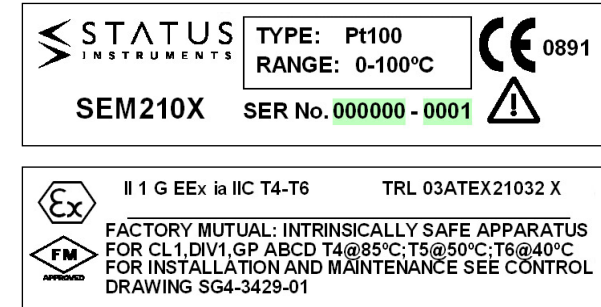 STATUS
INSTRUMENTS
TYPE: Pt100
RANGE: 0-100ºC
CE 0891
SEM210X
SER No. 000000 - 0001
Ex
II 1 G EEx ia IIC T4-T6 TRL 03ATEX21032 X
FM
APPROVED
FACTORY MUTUAL: INTRINSICALLY SAFE APPARATUS
FOR CL1,DIV1,GP ABCD T4@85ºC;T5@50ºC;T6@40ºC
FOR INSTALLATION AND MAINTENANCE SEE CONTROL
DRAWING SG4-3429-01